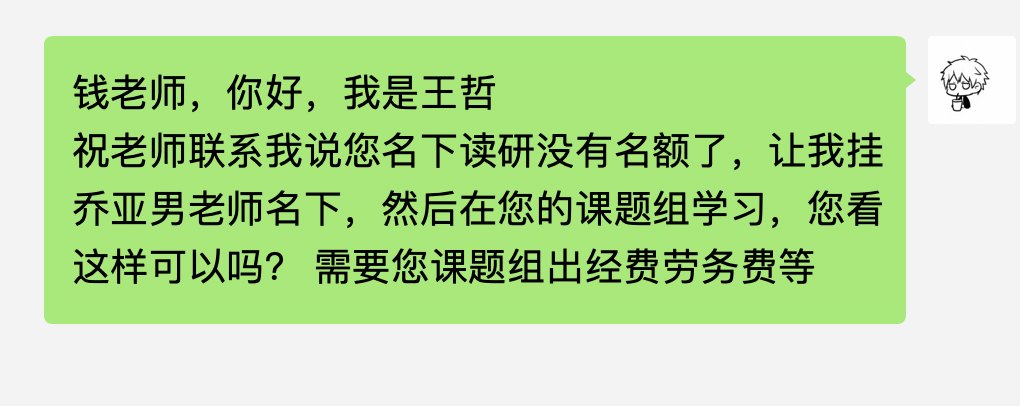 钱老师，你好，我是王哲
祝老师联系我说您名下读研没有名额了，让我挂
乔亚男老师名下，然后在您的课题组学习，您看
这样可以吗？ 需要您课题组出经费劳务费等